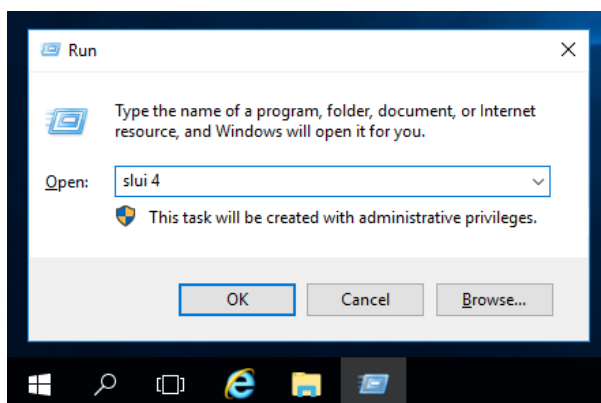 Run
Type the name of a program, folder, document, or Internet
resource, and Windows will open it for you.
Open: slui 4
This task will be created with administrative privileges.
OK Cancel Browse...